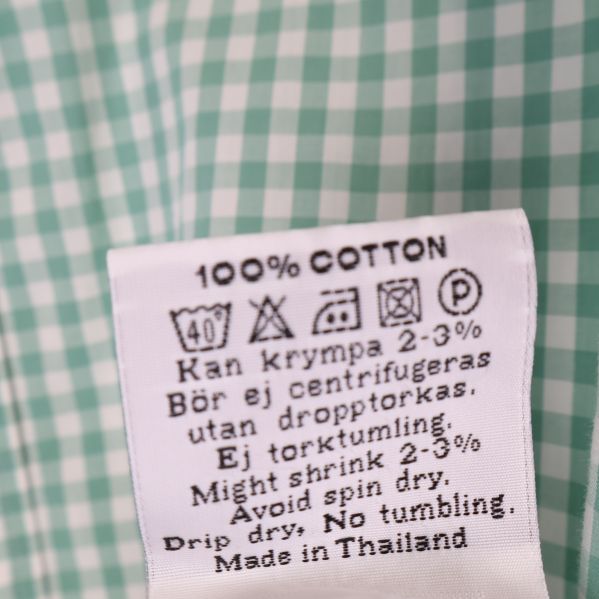 100% COTTON
40° P
Kan krympa 2-3%
Bör ej centrifugeras
utan dropptorkas.
Ej torktumling.
Might shrink 2-3%
Avoid spin dry.
Drip dry, No tumbling.
Made in Thailand